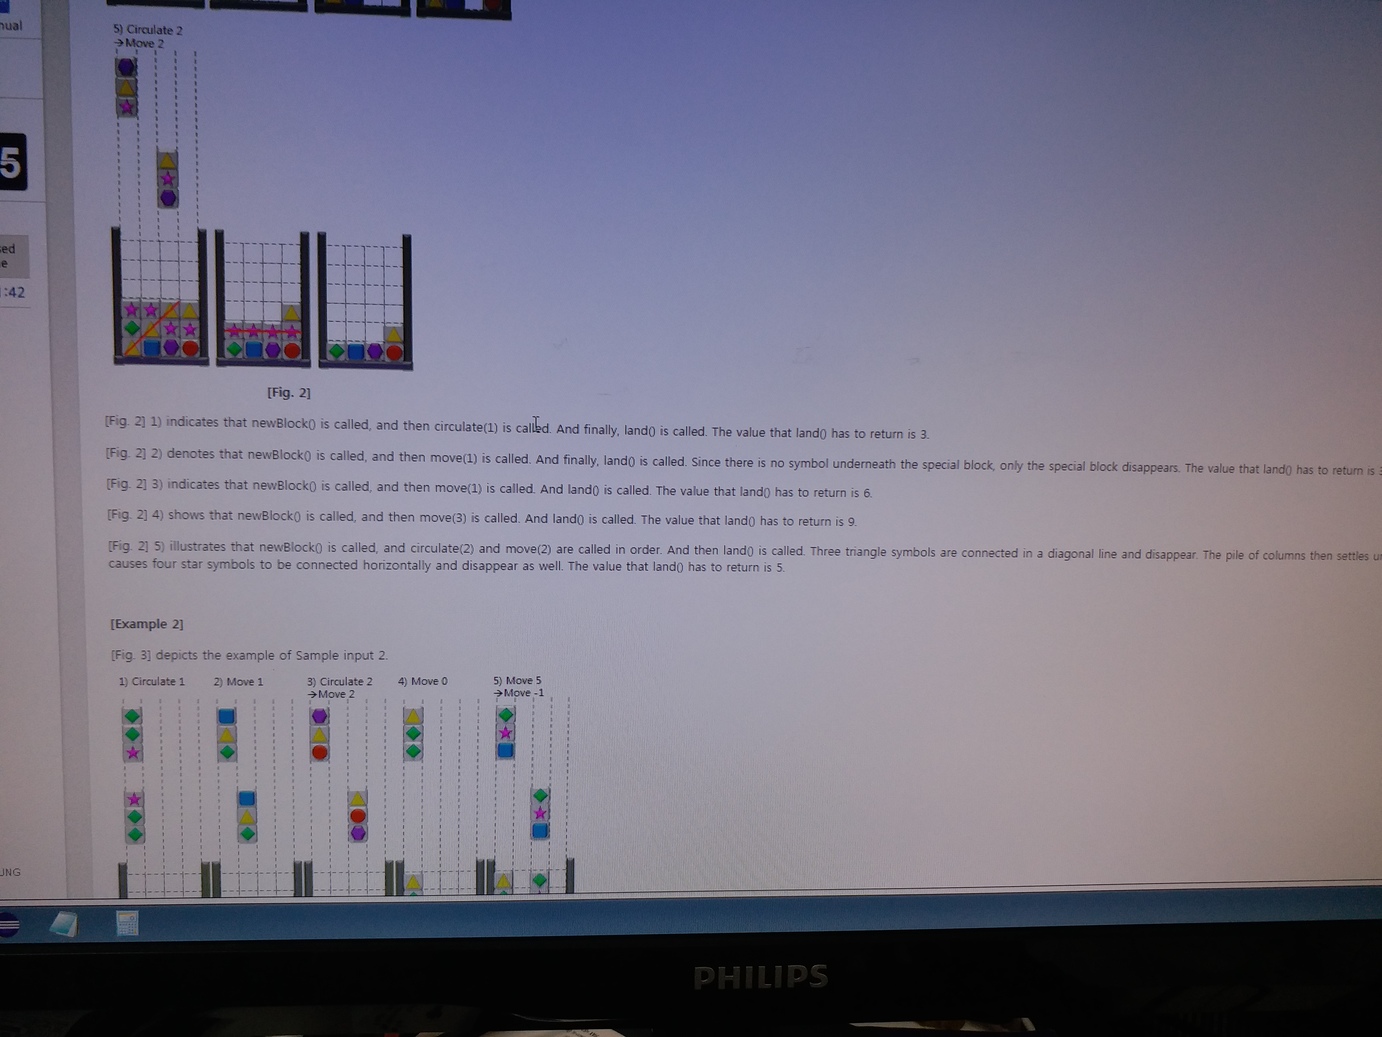 nual
5) Circulate 2
→Move 2
5
ed
e
:42
[Fig. 2]
[Fig. 2] 1) indicates that newBlock() is called, and then circulate(1) is called. And finally, land() is called. The value that land() has to return is 3.
[Fig. 2] 2) denotes that newBlock() is called, and then move(1) is called. And finally, land() is called. Since there is no symbol underneath the special block, only the special block disappears. The value that land() has to return is 3
[Fig. 2] 3) indicates that newBlock() is called, and then move(1) is called. And land() is called. The value that land() has to return is 6.
[Fig. 2] 4) shows that newBlock() is called, and then move(3) is called. And land() is called. The value that land() has to return is 9.
[Fig. 2] 5) illustrates that newBlock() is called, and circulate(2) and move(2) are called in order. And then land() is called. Three triangle symbols are connected in a diagonal line and disappear. The pile of columns then settles
causes four star symbols to be connected horizontally and disappear as well. The value that land() has to return is 5.
[Example 2]
[Fig. 3] depicts the example of Sample input 2.
1) Circulate 1 2) Move 1 3) Circulate 2 4) Move 0 5) Move 5
→Move 2 →Move -1
UNG
PHILIPS